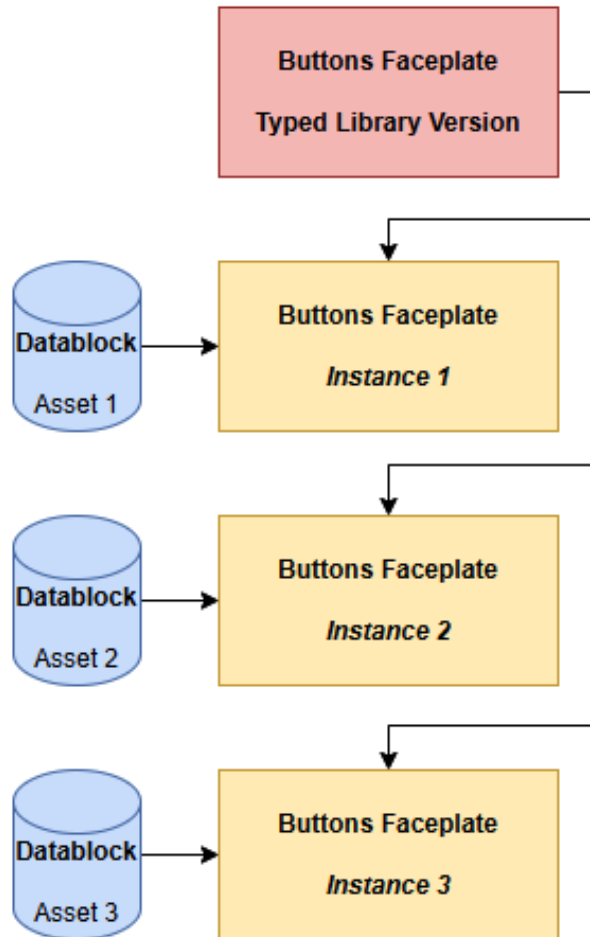 Buttons Faceplate
Typed Library Version
Datablock
Asset 1
Buttons Faceplate
Instance 1
Datablock
Asset 2
Buttons Faceplate
Instance 2
Datablock
Asset 3
Buttons Faceplate
Instance 3